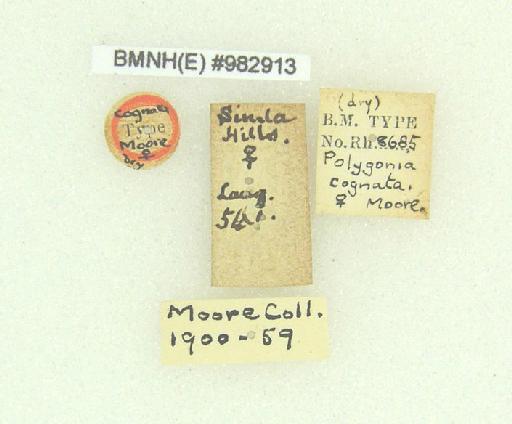 BMNH(E) #982913
cognata
Type
Moore
♀
dry
Simla
Hills.
♀
Lang.
(dry)
B.M. TYPE
No.Rh. 8685
Polygonia
cognata.
♀ Moore.
Moore Coll.
1900-59